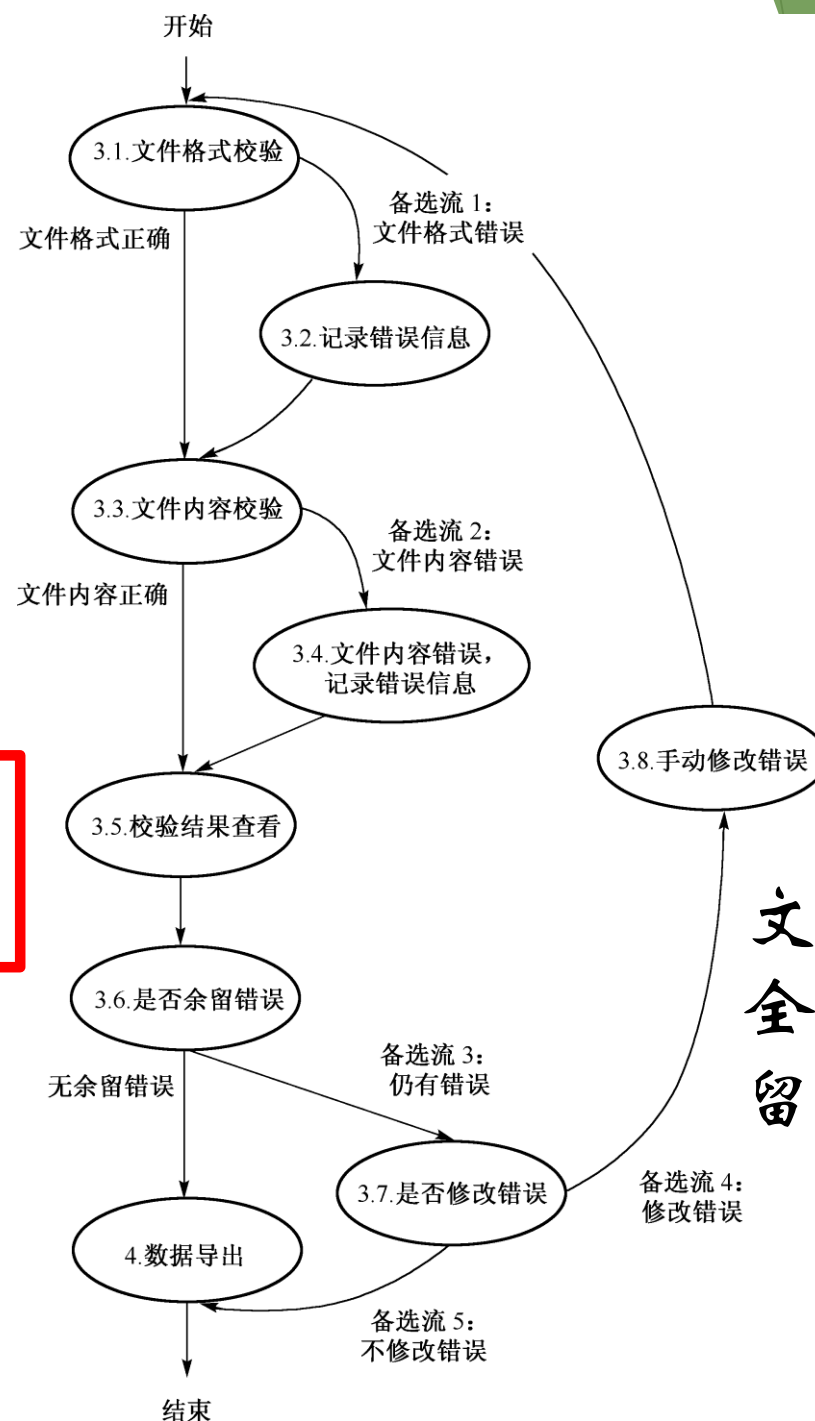 开始
3.1.文件格式校验
备选流 1:
文件格式错误
文件格式正确
3.2.记录错误信息
3.3.文件内容校验
备选流 2:
文件内容错误
文件内容正确
3.4.文件内容错误，
记录错误信息
3.8.手动修改错误
3.5.校验结果查看
文
全
留
3.6.是否余留错误
备选流 3:
仍有错误
无余留错误
3.7.是否修改错误
备选流 4:
修改错误
4.数据导出
备选流 5:
不修改错误
结束